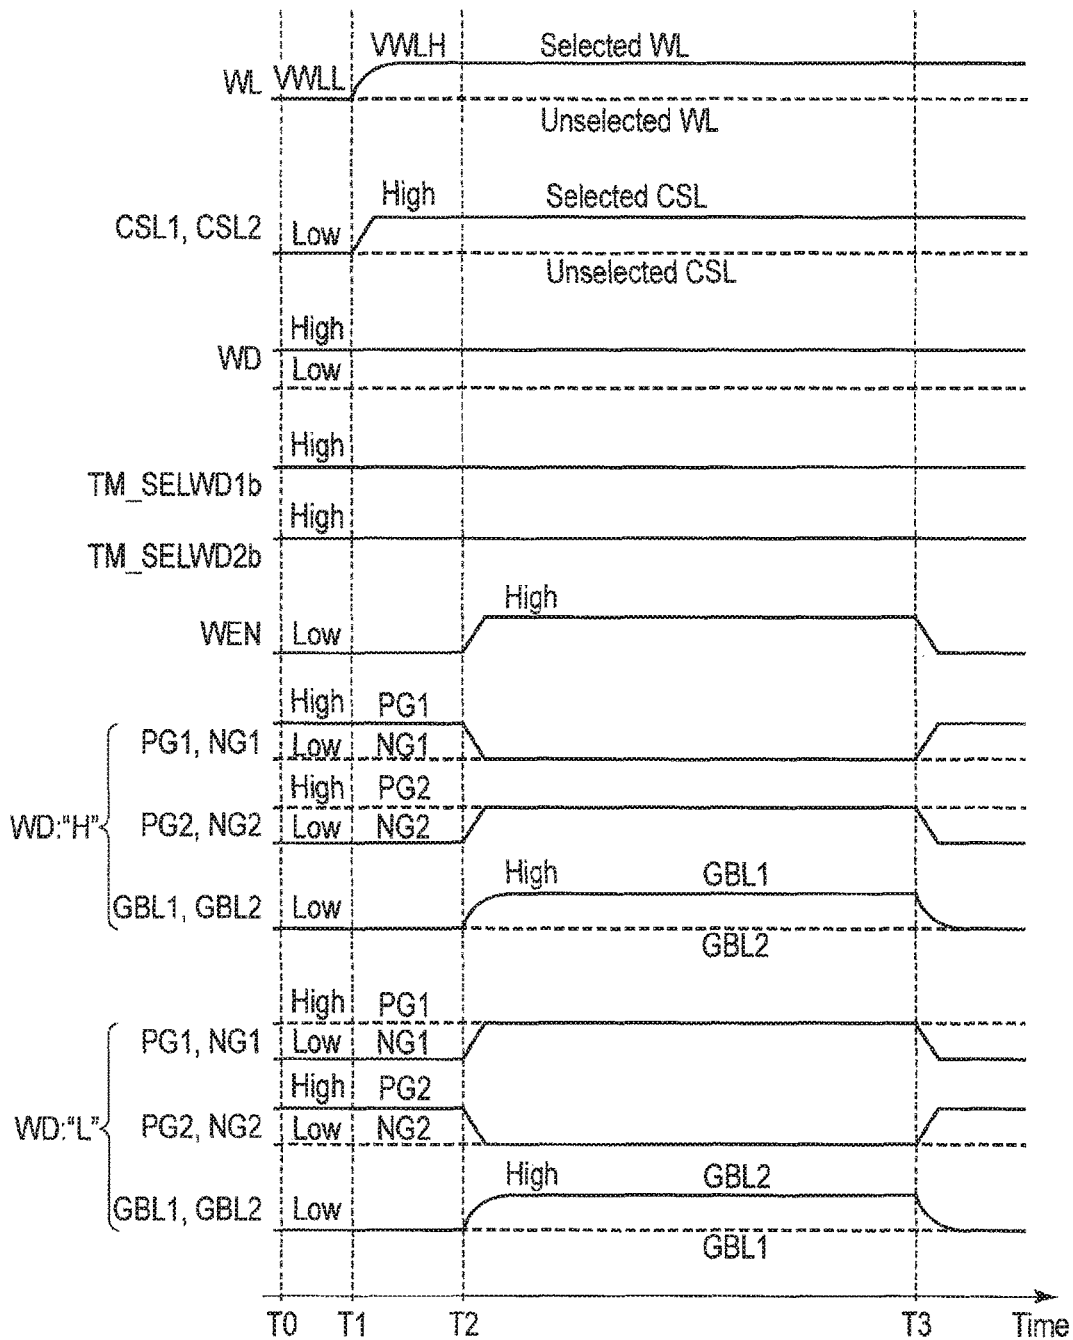 VWLH Selected WL
WL VWLL
Unselected WL
High Selected CSL
CSL1, CSL2 Low
Unselected CSL
High
WD
Low
High
TM_SELWD1b
High
TM_SELWD2b
High
WEN Low
High PG1
PG1, NG1 Low NG1
High PG2
WD:"H" PG2, NG2 Low NG2
High GBL1
GBL1, GBL2 Low
GBL2
High PG1
PG1, NG1 Low NG1
High PG2
WD:"L" PG2, NG2 Low NG2
High GBL2
GBL1, GBL2 Low
GBL1
T0 T1 T2 T3 Time